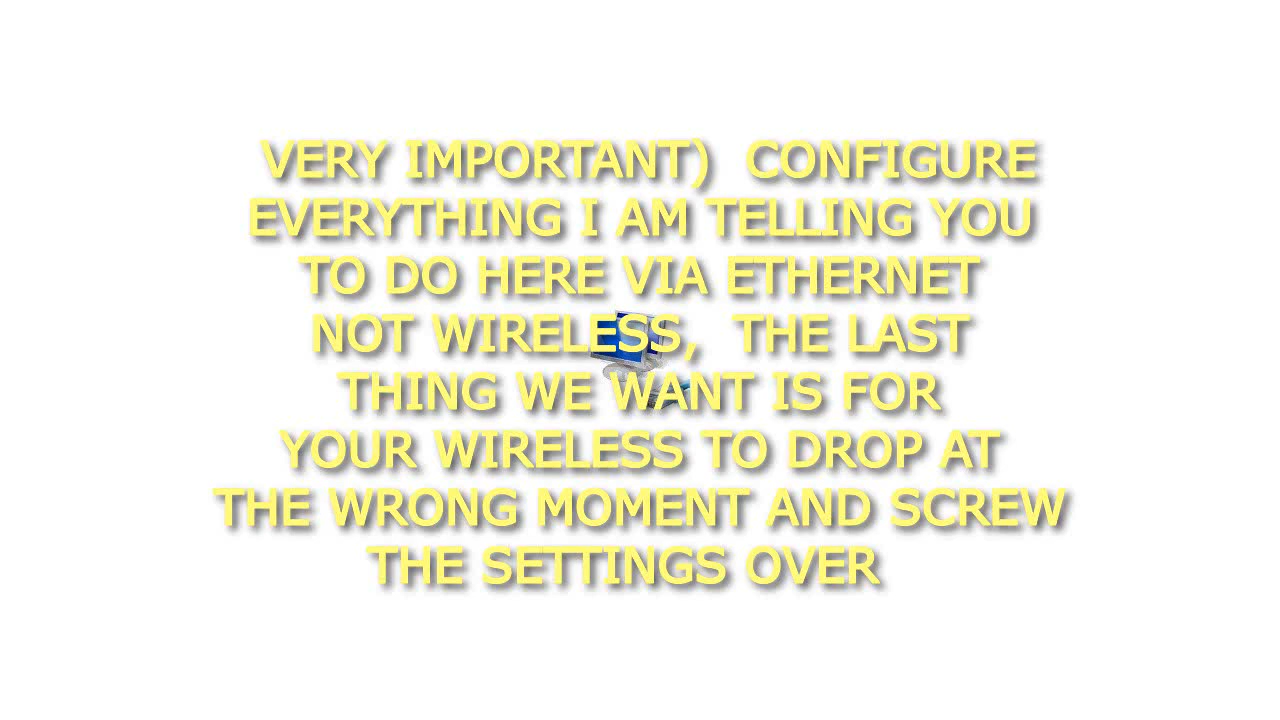 VERY IMPORTANT) CONFIGURE
EVERYTHING I AM TELLING YOU
TO DO HERE VIA ETHERNET
NOT WIRELESS, THE LAST
THING WE WANT IS FOR
YOUR WIRELESS TO DROP AT
THE WRONG MOMENT AND SCREW
THE SETTINGS OVER